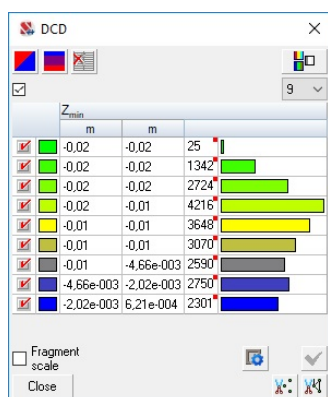 DCD
9
Zmin
m m
-0,02 -0,02 25
-0,02 -0,02 1342
-0,02 -0,02 2724
-0,02 -0,01 4216
-0,01 -0,01 3648
-0,01 -0,01 3070
-0,01 -4,66e-003 2590
-4,66e-003 -2,02e-003 2750
-2,02e-003 6,21e-004 2301
Fragment
scale
Close